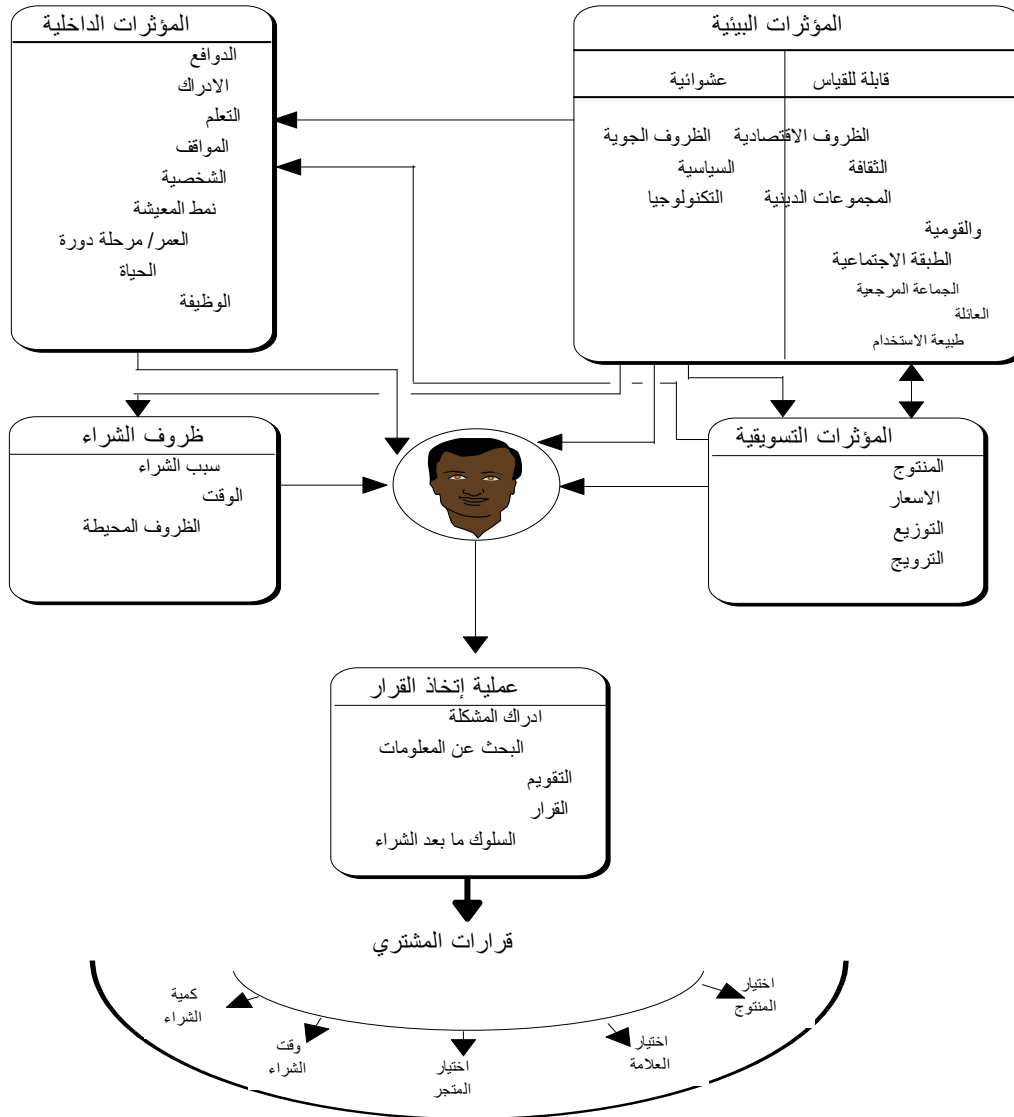 المؤثرات البيئية
قابلة للقياس
عشوائية
الظروف الاقتصادية
الثقافة
المجموعات الدينية
والقومية
الطبقة الاجتماعية
الجماعة المرجعية
العائلة
طبيعة الاستخدام
الظروف الجوية
السياسية
التكنولوجيا
المؤثرات الداخلية
الدوافع
الادراك
التعلم
المواقف
الشخصية
نمط المعيشة
العمر/ مرحلة دورة
الحياة
الوظيفة
المؤثرات التسويقية
المنتوج
الاسعار
التوزيع
الترويج
ظروف الشراء
سبب الشراء
الوقت
الظروف المحيطة
عملية إتخاذ القرار
ادراك المشكلة
البحث عن المعلومات
التقويم
القرار
السلوك ما بعد الشراء
قرارات المشتري
اختيار
المنتوج
اختيار
العلامة
اختيار
المتجر
وقت
الشراء
كمية
الشراء